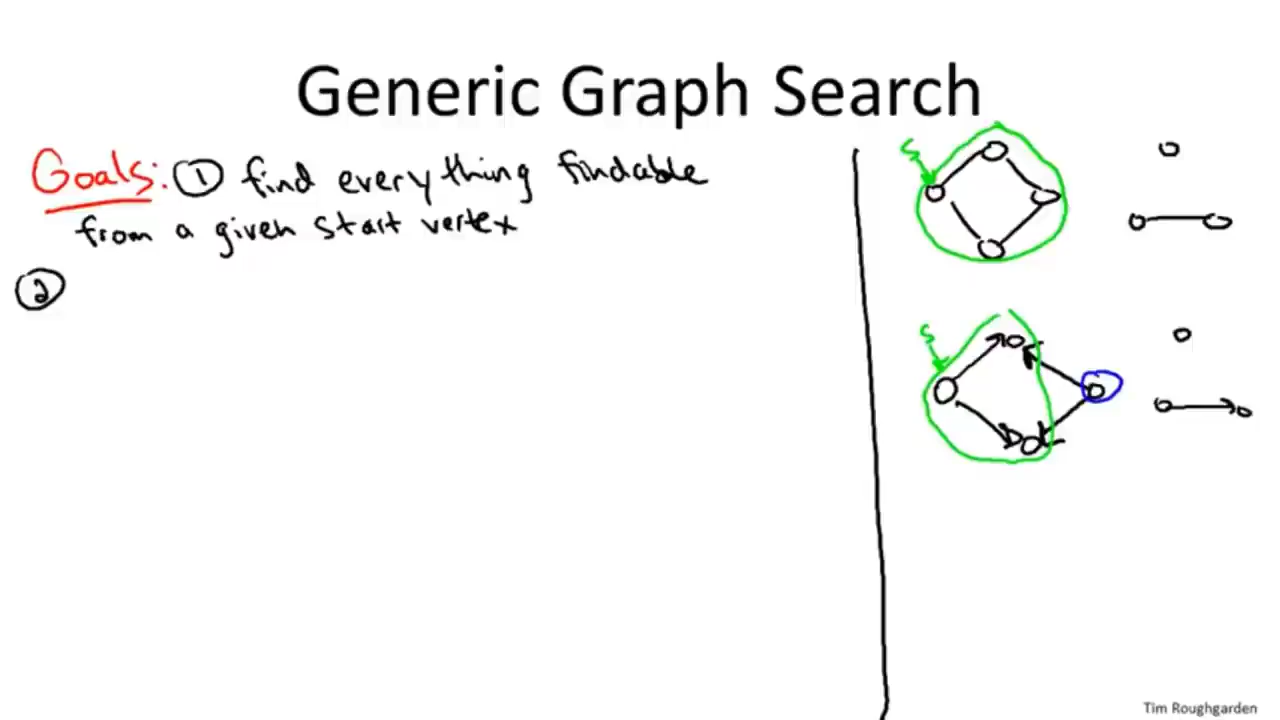 Generic Graph Search
Goals: ① find everything findable
from a given start vertex
②
S
S
Tim Roughgarden